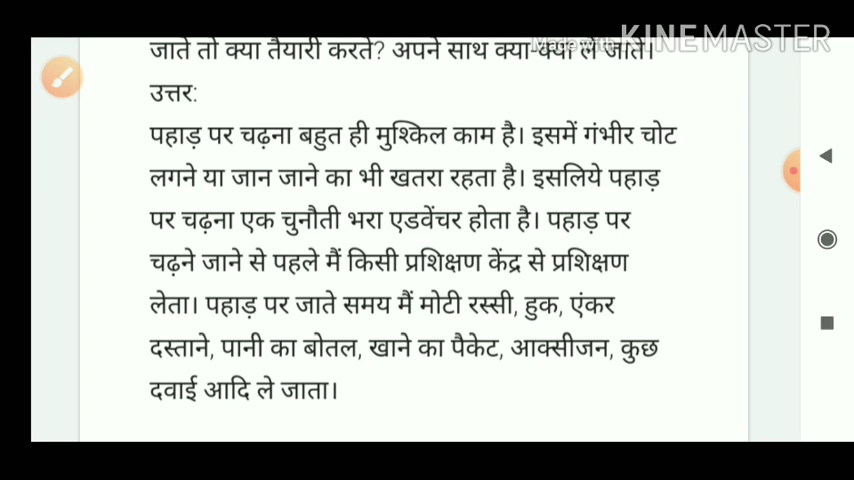 Made with KINEMASTER
जाते तो क्या तैयारी करते? अपने साथ क्या-क्या ले जाते।
उत्तर:
पहाड़ पर चढ़ना बहुत ही मुश्किल काम है। इसमें गंभीर चोट
लगने या जान जाने का भी खतरा रहता है। इसलिये पहाड़
पर चढ़ना एक चुनौती भरा एडवेंचर होता है। पहाड़ पर
चढ़ने जाने से पहले मैं किसी प्रशिक्षण केंद्र से प्रशिक्षण
लेता। पहाड़ पर जाते समय मैं मोटी रस्सी, हुक, एंकर
दस्ताने, पानी का बोतल, खाने का पैकेट, आक्सीजन, कुछ
दवाई आदि ले जाता।